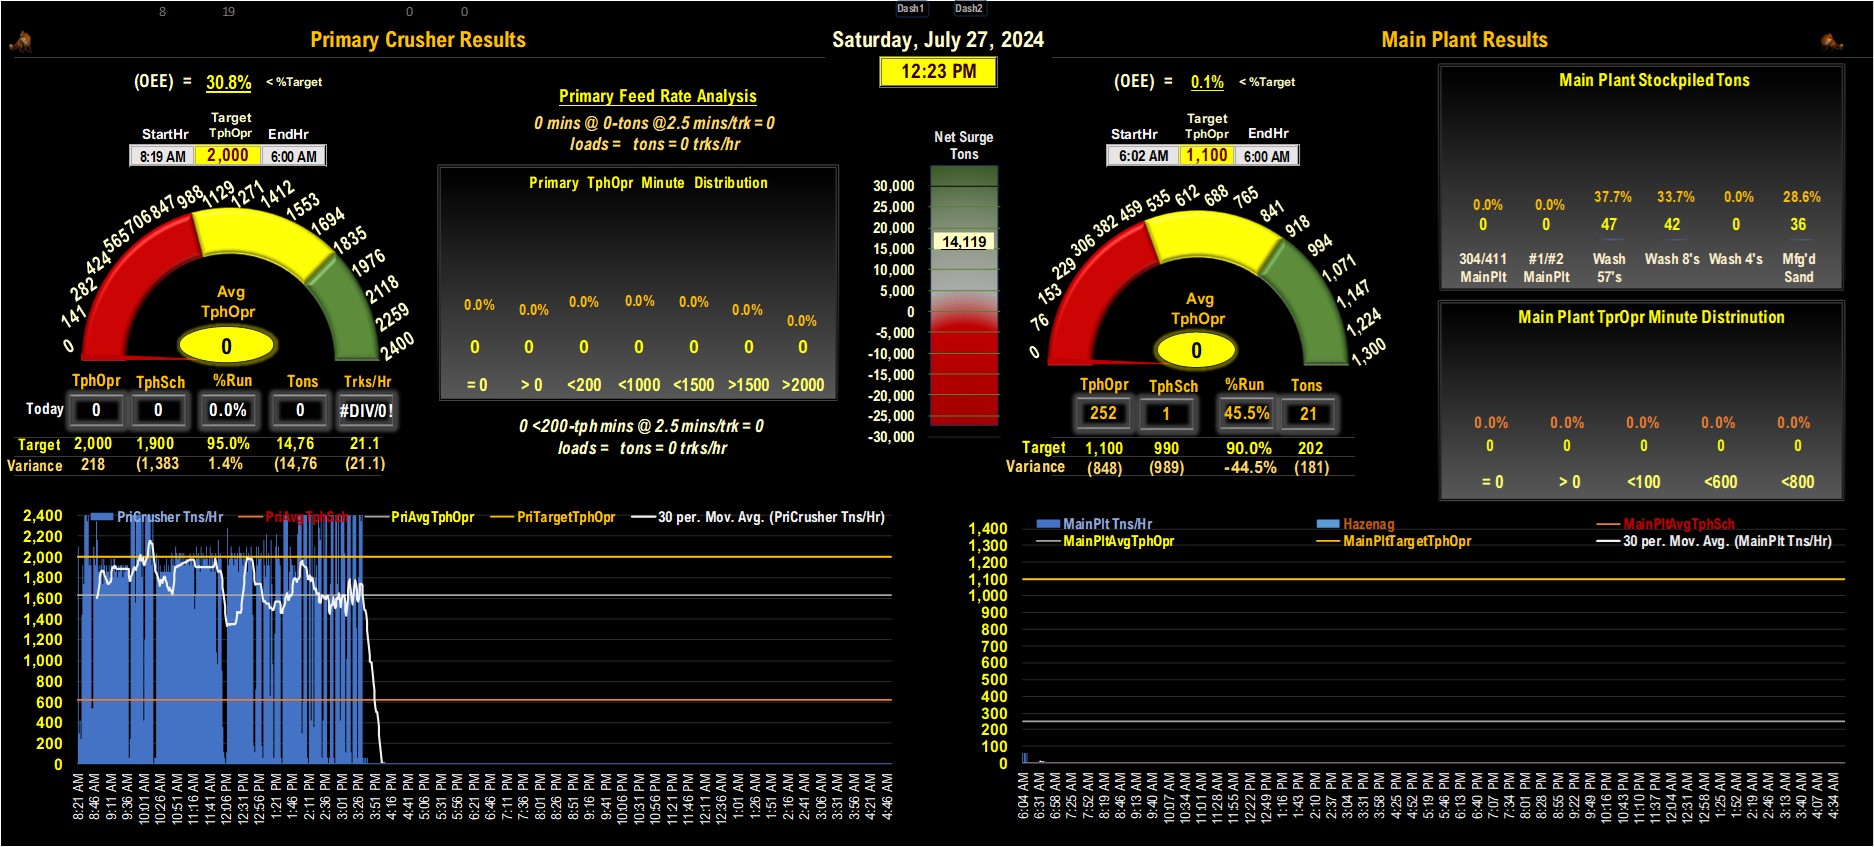 8 19 0 0 Dash1 Dash2
Primary Crusher Results
Saturday, July 27, 2024
Main Plant Results
12:23 PM
(OEE) = 30.8% < %Target
Target
StartHr TphOpr EndHr
8:19 AM 2,000 6:00 AM
0 141 282 424 565 706 847 988 1129 1271 1412 1553 1694 1835 1976 2118 2259 2400
Avg
TphOpr
0
TphOpr TphSch %Run Tons Trks/Hr
Today 0 0 0.0% 0 #DIV/0!
Target 2,000 1,900 95.0% 14,76 21.1
Variance 218 (1,383 1.4% (14,76 (21.1)
Primary Feed Rate Analysis
0 mins @ 0-tons @2.5 mins/trk = 0
loads = tons = 0 trks/hr
Primary TphOpr Minute Distribution
0.0% 0.0% 0.0% 0.0% 0.0% 0.0% 0.0%
0 0 0 0 0 0 0
= 0 > 0 <200 <1000 <1500 >1500 >2000
0 <200-tph mins @ 2.5 mins/trk = 0
loads = tons = 0 trks/hr
Net Surge
Tons
30,000
25,000
20,000
14,119
15,000
10,000
5,000
0
-5,000
-10,000
-15,000
-20,000
-25,000
-30,000
(OEE) = 0.1% < %Target
Target
StartHr TphOpr EndHr
6:02 AM 1,100 6:00 AM
0 76 153 229 306 382 459 535 612 688 765 841 918 994 1,071 1,147 1,224 1,300
Avg
TphOpr
0
TphOpr TphSch %Run Tons
252 1 45.5% 21
Target 1,100 990 90.0% 202
Variance (848) (989) -44.5% (181)
Main Plant Stockpiled Tons
0.0% 0.0% 37.7% 33.7% 0.0% 28.6%
0 0 47 42 0 36
304/411 #1/#2 Wash Wash 8's Wash 4's Mfg'd
MainPlt MainPlt 57's Sand
Main Plant TprOpr Minute Distrinution
0.0% 0.0% 0.0% 0.0% 0.0%
0 0 0 0 0
= 0 > 0 <100 <600 <800
PriCrusher Tns/Hr PriAvgTphSch PriAvgTphOpr PriTargetTphOpr 30 per. Mov. Avg. (PriCrusher Tns/Hr)
2,400
2,200
2,000
1,800
1,600
1,400
1,200
1,000
800
600
400
200
0
8:21 AM 8:46 AM 9:11 AM 9:36 AM 10:01 AM 10:26 AM 10:51 AM 11:16 AM 11:41 AM 12:06 PM 12:31 PM 12:56 PM 1:21 PM 1:46 PM 2:11 PM 2:36 PM 3:01 PM 3:26 PM 3:51 PM 4:16 PM 4:41 PM 5:06 PM 5:31 PM 5:56 PM 6:21 PM 6:46 PM 7:11 PM 7:36 PM 8:01 PM 8:26 PM 8:51 PM 9:16 PM 9:41 PM 10:06 PM 10:31 PM 10:56 PM 11:21 PM 11:46 PM 12:11 AM 12:36 AM 1:01 AM 1:26 AM 1:51 AM 2:16 AM 2:41 AM 3:06 AM 3:31 AM 3:56 AM 4:21 AM 4:46 AM
MainPlt Tns/Hr Hazenag MainPltAvgTphSch
MainPltAvgTphOpr MainPltTargetTphOpr 30 per. Mov. Avg. (MainPlt Tns/Hr)
1,400
1,300
1,200
1,100
1,000
900
800
700
600
500
400
300
200
100
0
6:04 AM 6:31 AM 6:58 AM 7:25 AM 7:52 AM 8:19 AM 8:46 AM 9:13 AM 9:40 AM 10:07 AM 10:34 AM 11:01 AM 11:28 AM 11:55 AM 12:22 PM 12:49 PM 1:16 PM 1:43 PM 2:10 PM 2:37 PM 3:04 PM 3:31 PM 3:58 PM 4:25 PM 4:52 PM 5:19 PM 5:46 PM 6:13 PM 6:40 PM 7:07 PM 7:34 PM 8:01 PM 8:28 PM 8:55 PM 9:22 PM 9:49 PM 10:16 PM 10:43 PM 11:10 PM 11:37 PM 12:04 AM 12:31 AM 12:58 AM 1:25 AM 1:52 AM 2:19 AM 2:46 AM 3:13 AM 3:40 AM 4:07 AM 4:34 AM